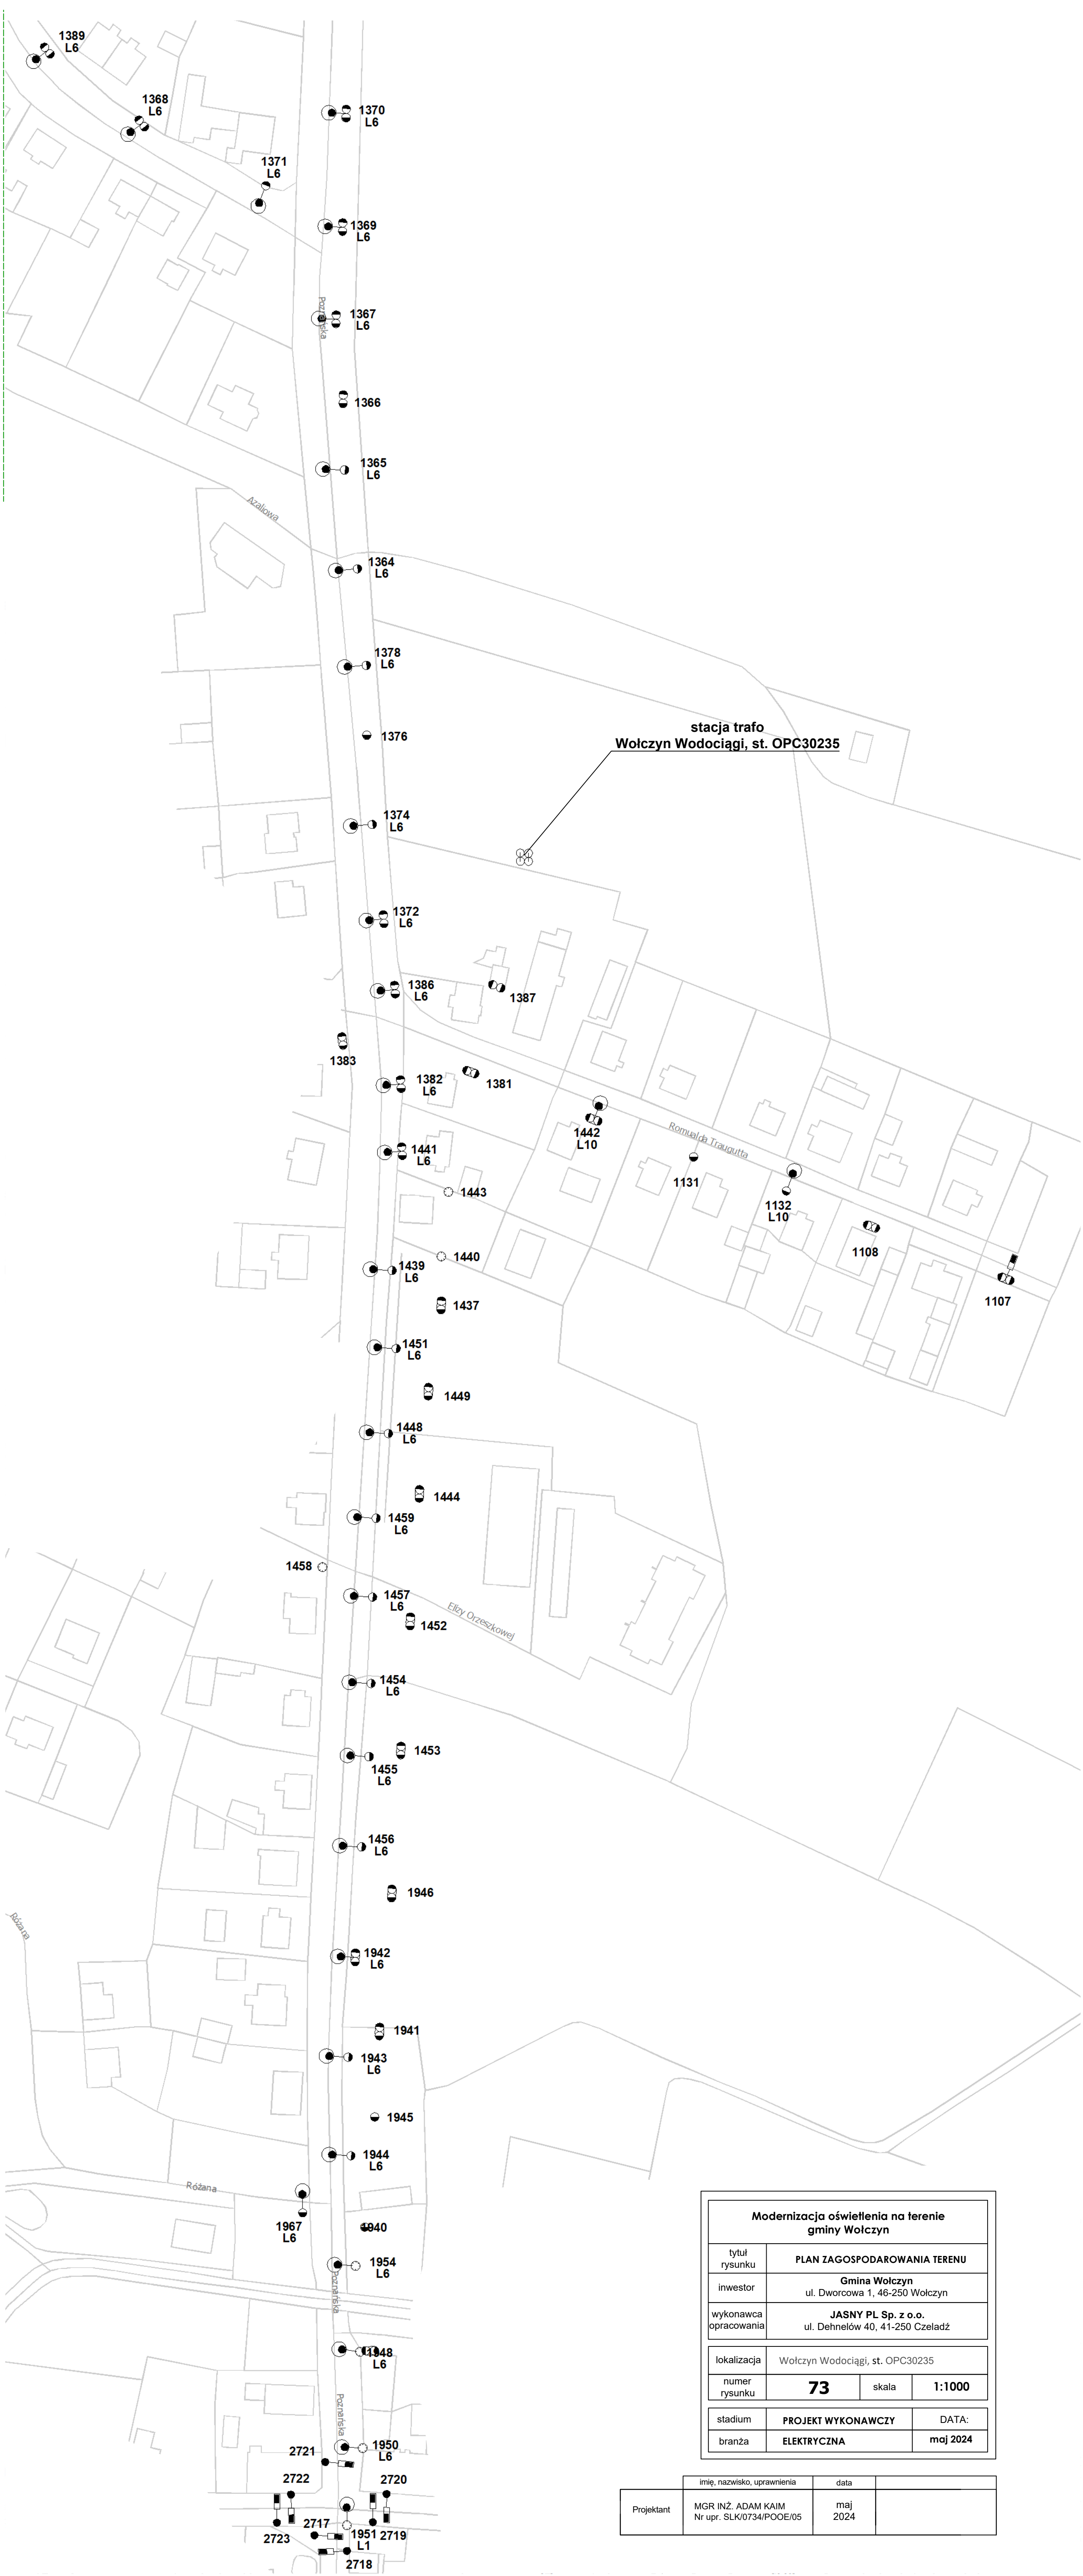 1389
L6
1368
L6
1370
L6
1371
L6
1369
L6
Poznańska
1367
L6
1366
1365
L6
Azaliowa
1364
L6
1378
L6
1376
stacja trafo
Wołczyn Wodociągi, st. OPC30235
1374
L6
1372
L6
1386
L6
1387
1383
1382
L6
1381
1442
L10
Romualda Traugutta
1441
L6
1131
1443
1132
L10
1108
1440
1439
L6
1107
1437
1451
L6
1449
1448
L6
1444
1459
L6
1458
1457
L6
Elizy Orzeszkowej
1452
1454
L6
1453
1455
L6
1456
L6
1946
Różana
1942
L6
1941
1943
L6
1945
1944
L6
Różana
1967
L6
1940
1954
L6
Poznańska
1948
L6
Poznańska
1950
L6
2721
2722
2720
2717
2723
1951
L1
2719
2718
Modernizacja oświetlenia na terenie
gminy Wołczyn
tytuł
rysunku
PLAN ZAGOSPODAROWANIA TERENU
inwestor
Gmina Wołczyn
ul. Dworcowa 1, 46-250 Wołczyn
wykonawca
opracowania
JASNY PL Sp. z o.o.
ul. Dehnelów 40, 41-250 Czeladź
lokalizacja
Wołczyn Wodociągi, st. OPC30235
numer
rysunku
73
skala
1:1000
stadium
PROJEKT WYKONAWCZY
DATA:
branża
ELEKTRYCZNA
maj 2024
imię, nazwisko, uprawnienia
data
Projektant
MGR INŻ. ADAM KAIM
Nr upr. SLK/0734/POOE/05
maj
2024